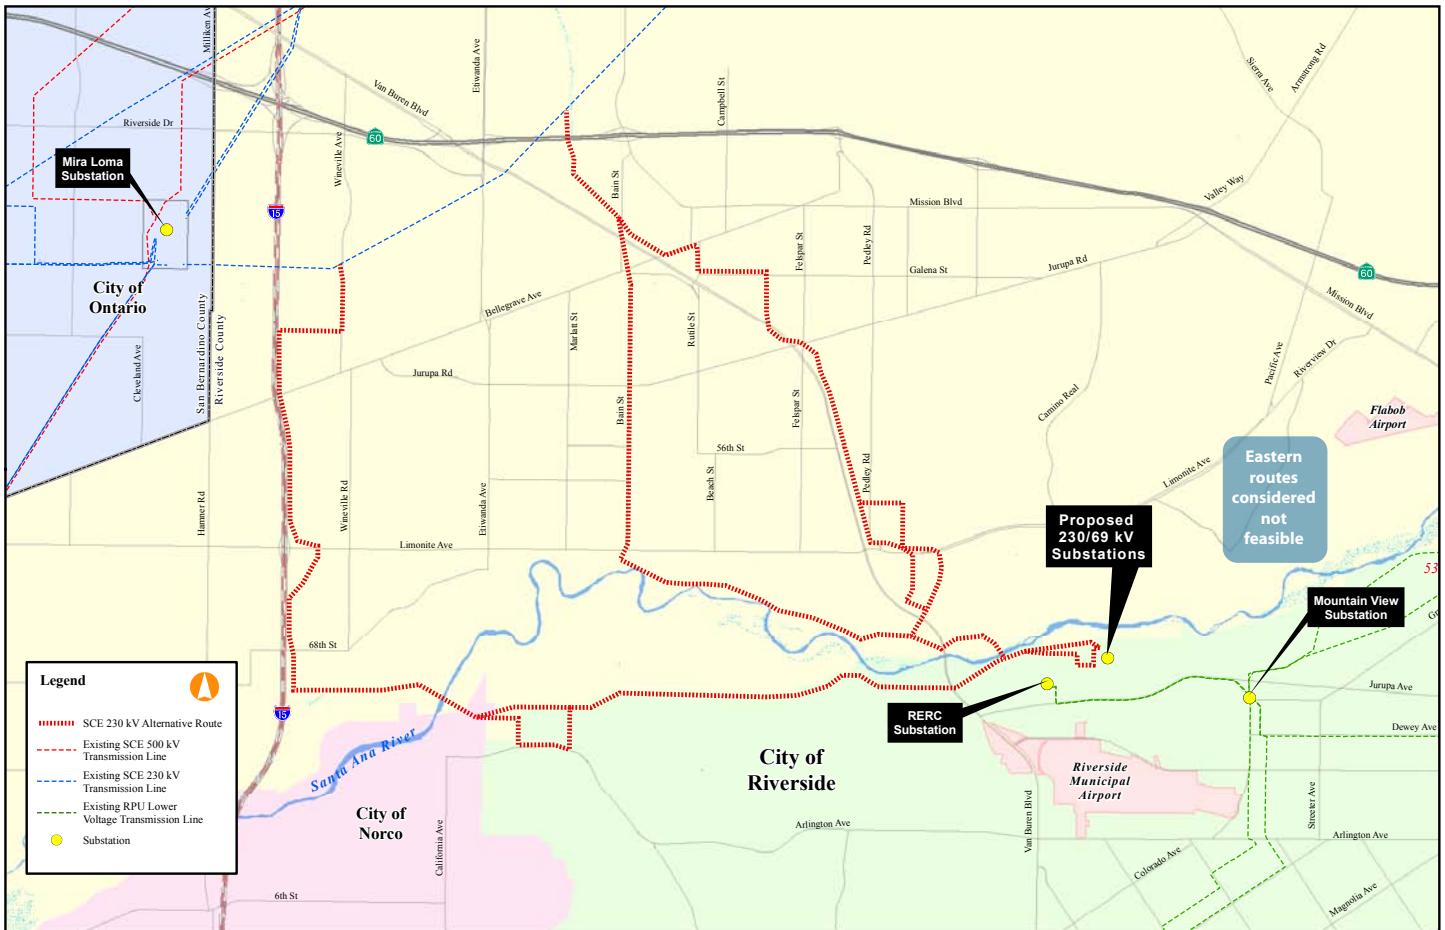 Milliken Av
Etiwanda Ave
Van Buren Blvd
Campbell St
Sierra Ave
Armstrong Rd
Riverside Dr
60
Mira Loma
Substation
Wineville Ave
Bain St
Valley Way
15
Mission Blvd
Felspar St
Pedley Rd
Galena St
Jurupa Rd
60
City of
Ontario
San Bernardino County
Riverside County
Bellegrave Ave
Marlatt St
Rutile St
Mission Blvd
Cleveland Ave
Jurupa Rd
Pacific Ave
Riverview Dr
Camino Real
Bain St
Felspar St
Flabob
Airport
56th St
Eastern
routes
considered
not
feasible
Hamner Rd
Wineville Rd
Etiwanda Ave
Beach St
Pedley Rd
Limonite Ave
Proposed
230/69 kV
Substations
Limonite Ave
53
Mountain View
Substation
Gr
68th St
Legend
SCE 230 kV Alternative Route
Existing SCE 500 kV
Transmission Line
Existing SCE 230 kV
Transmission Line
Existing RPU Lower
Voltage Transmission Line
Substation
15
Santa Ana River
RERC
Substation
Jurupa Ave
Dewey Ave
City of
Riverside
Riverside
Municipal
Airport
City of
Norco
California Ave
Arlington Ave
Van Buren Blvd
Streeter Ave
Arlington Ave
Colorado Ave
Magnolia Ave
6th St